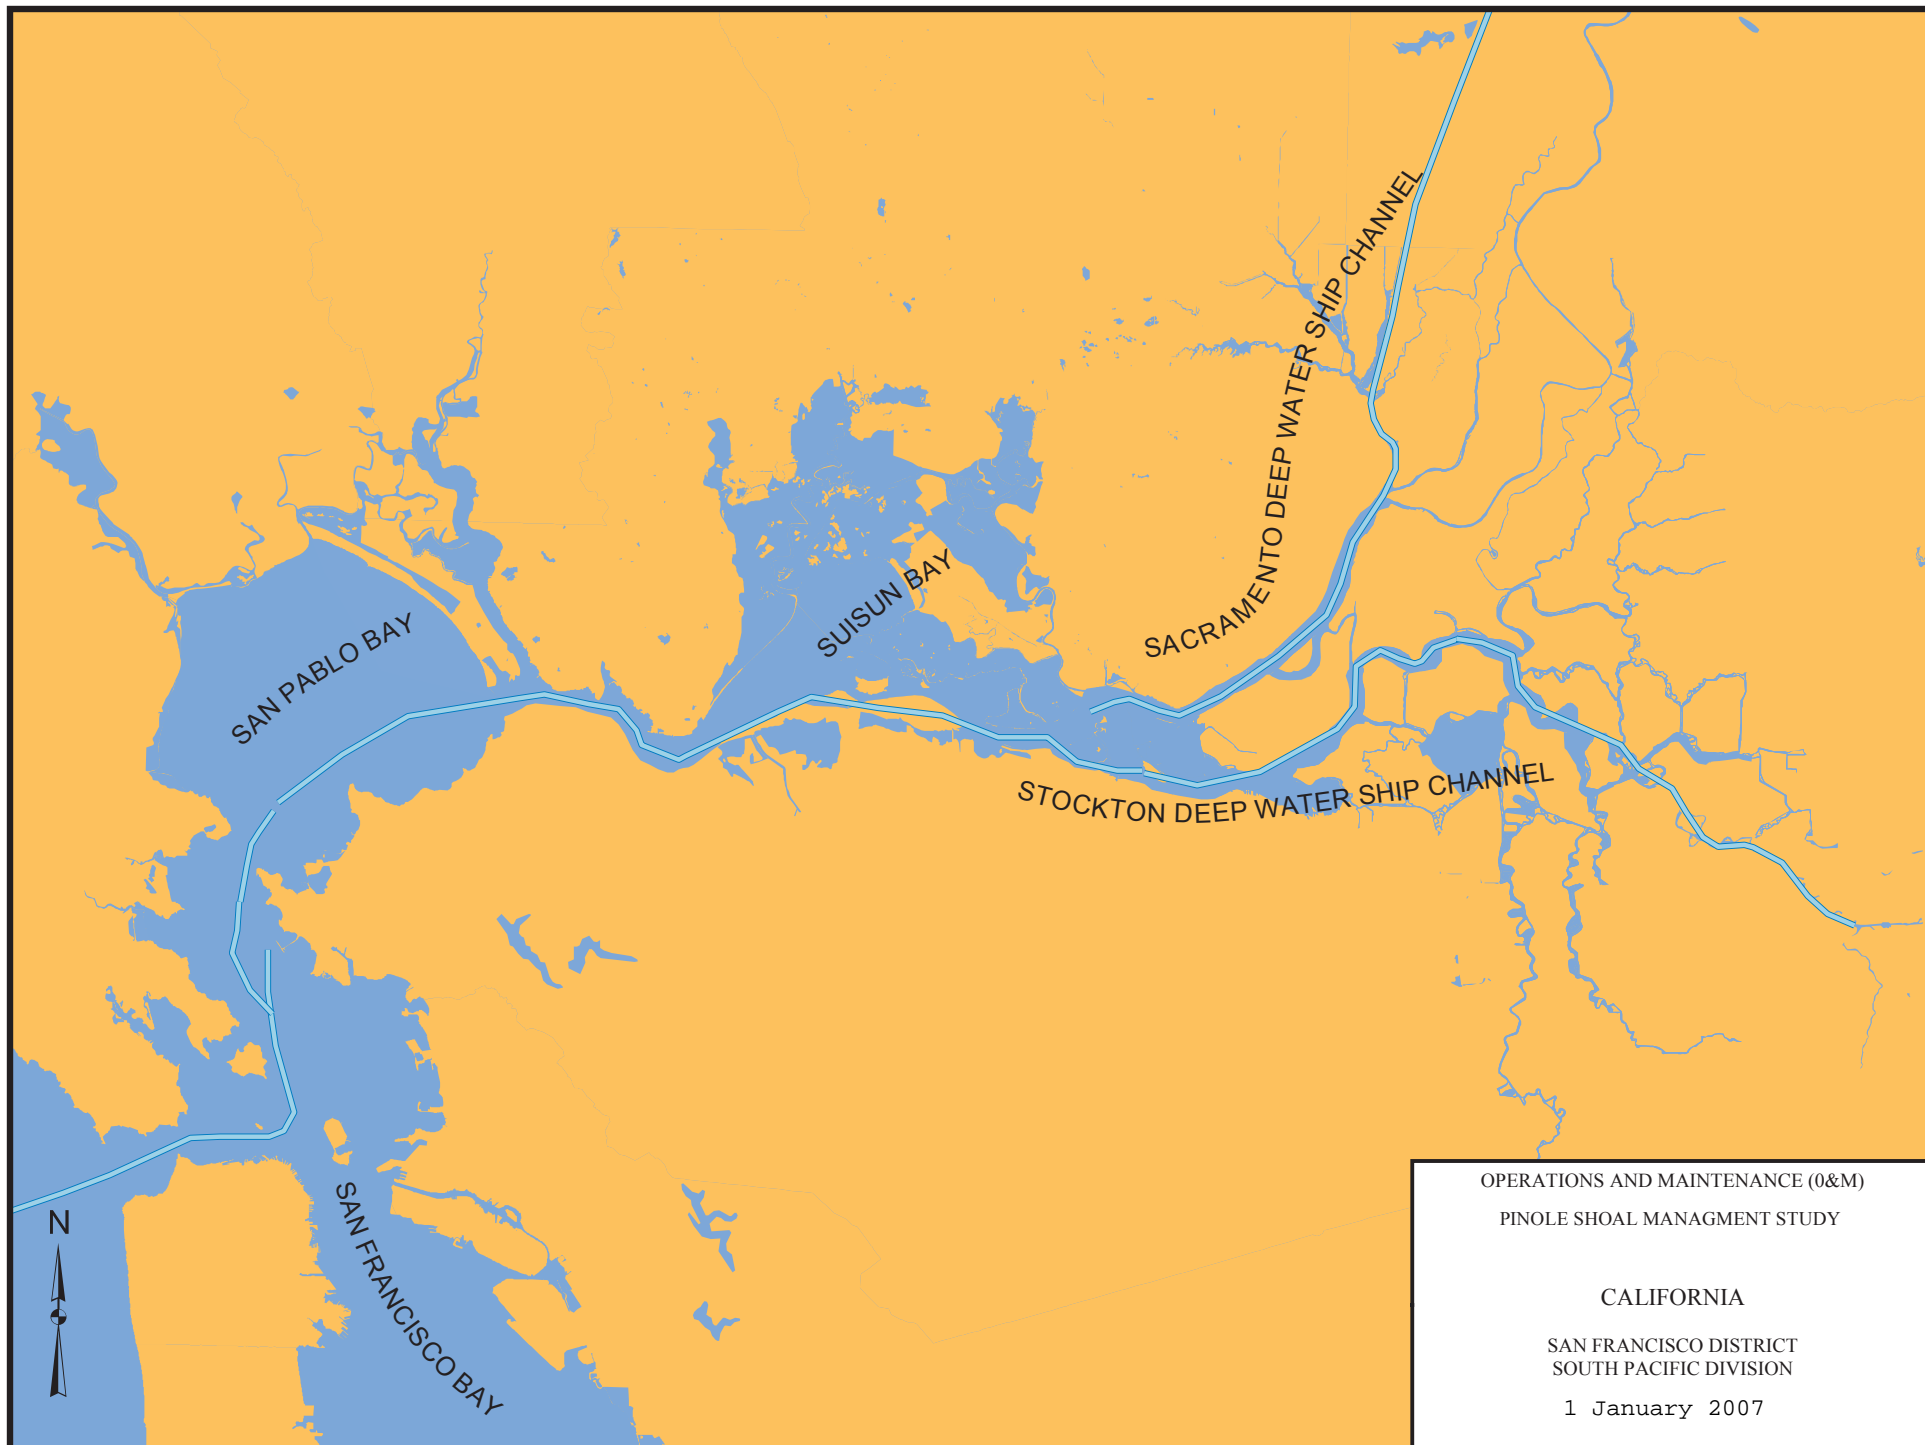 SACRAMENTO DEEP WATER SHIP CHANNEL
SUISUN BAY
SAN PABLO BAY
STOCKTON DEEP WATER SHIP CHANNEL
SAN FRANCISCO BAY
N
OPERATIONS AND MAINTENANCE (0&M)
PINOLE SHOAL MANAGMENT STUDY
CALIFORNIA
SAN FRANCISCO DISTRICT
SOUTH PACIFIC DIVISION
1 January 2007